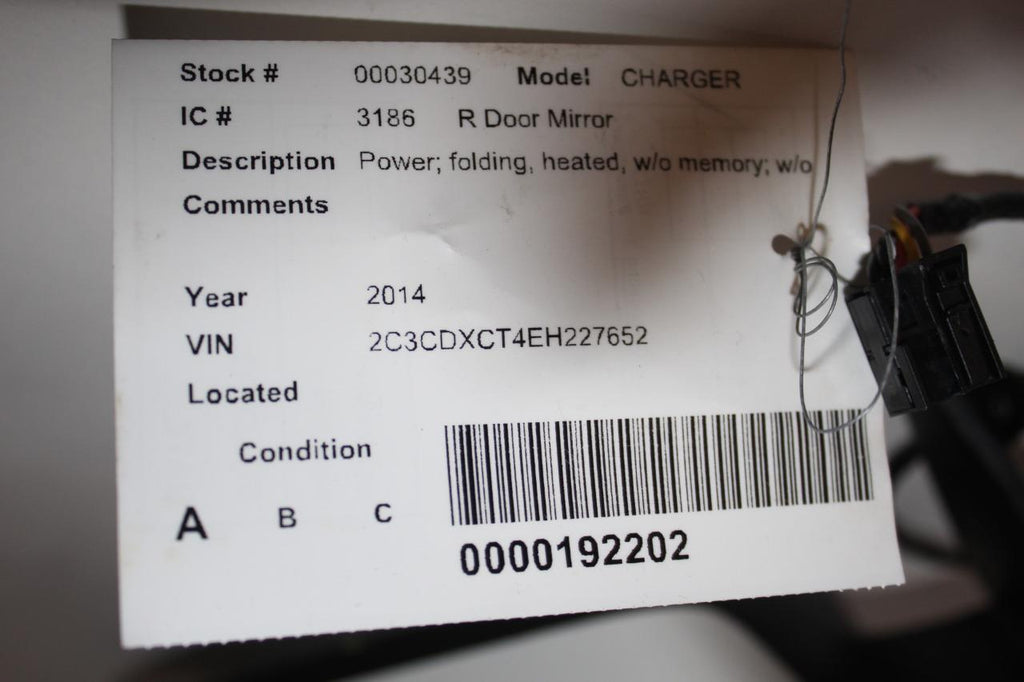 Stock # 00030439 Model CHARGER
IC # 3186 R Door Mirror
Description Power; folding, heated, w/o memory; w/o
Comments
Year 2014
VIN 2C3CDXCT4EH227652
Located
Condition
A B C
0000192202